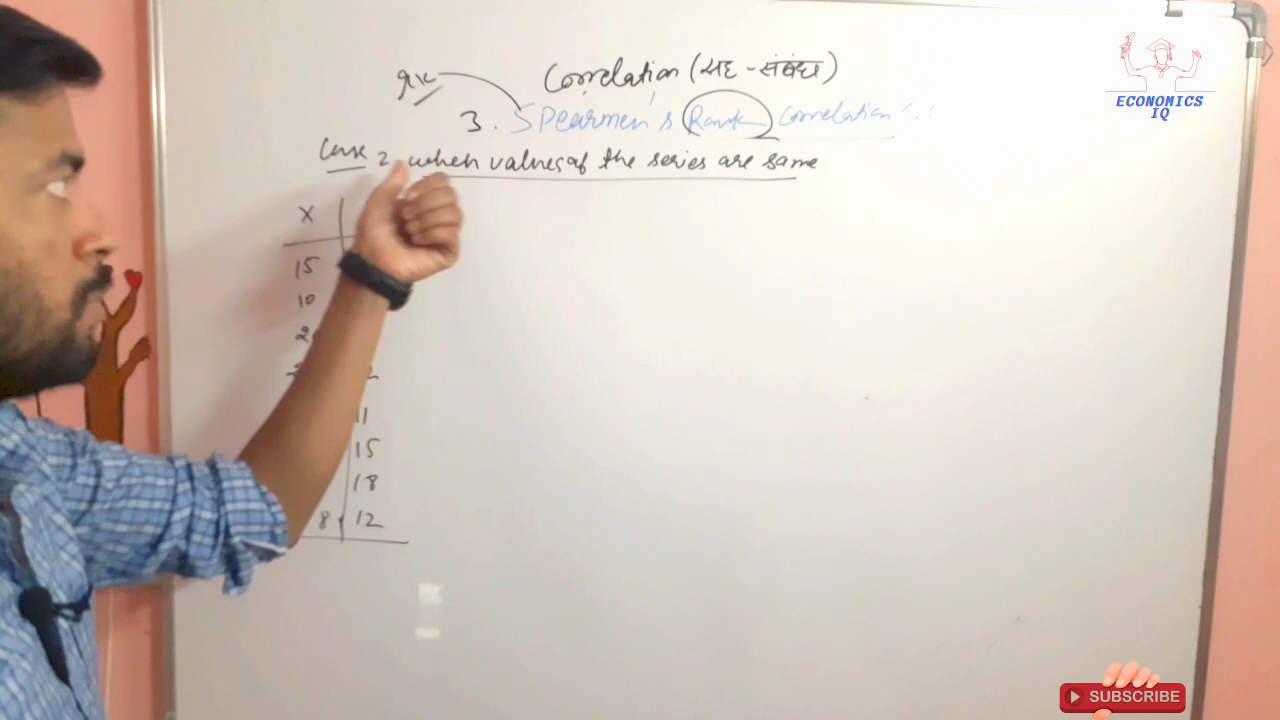 Correlation (सह-संबंध)
3. Spearmen's Rank Correlation
Case 2. when values of the series are same
X
15
10
20
11
15
18
8 12
ECONOMICS
IQ
SUBSCRIBE